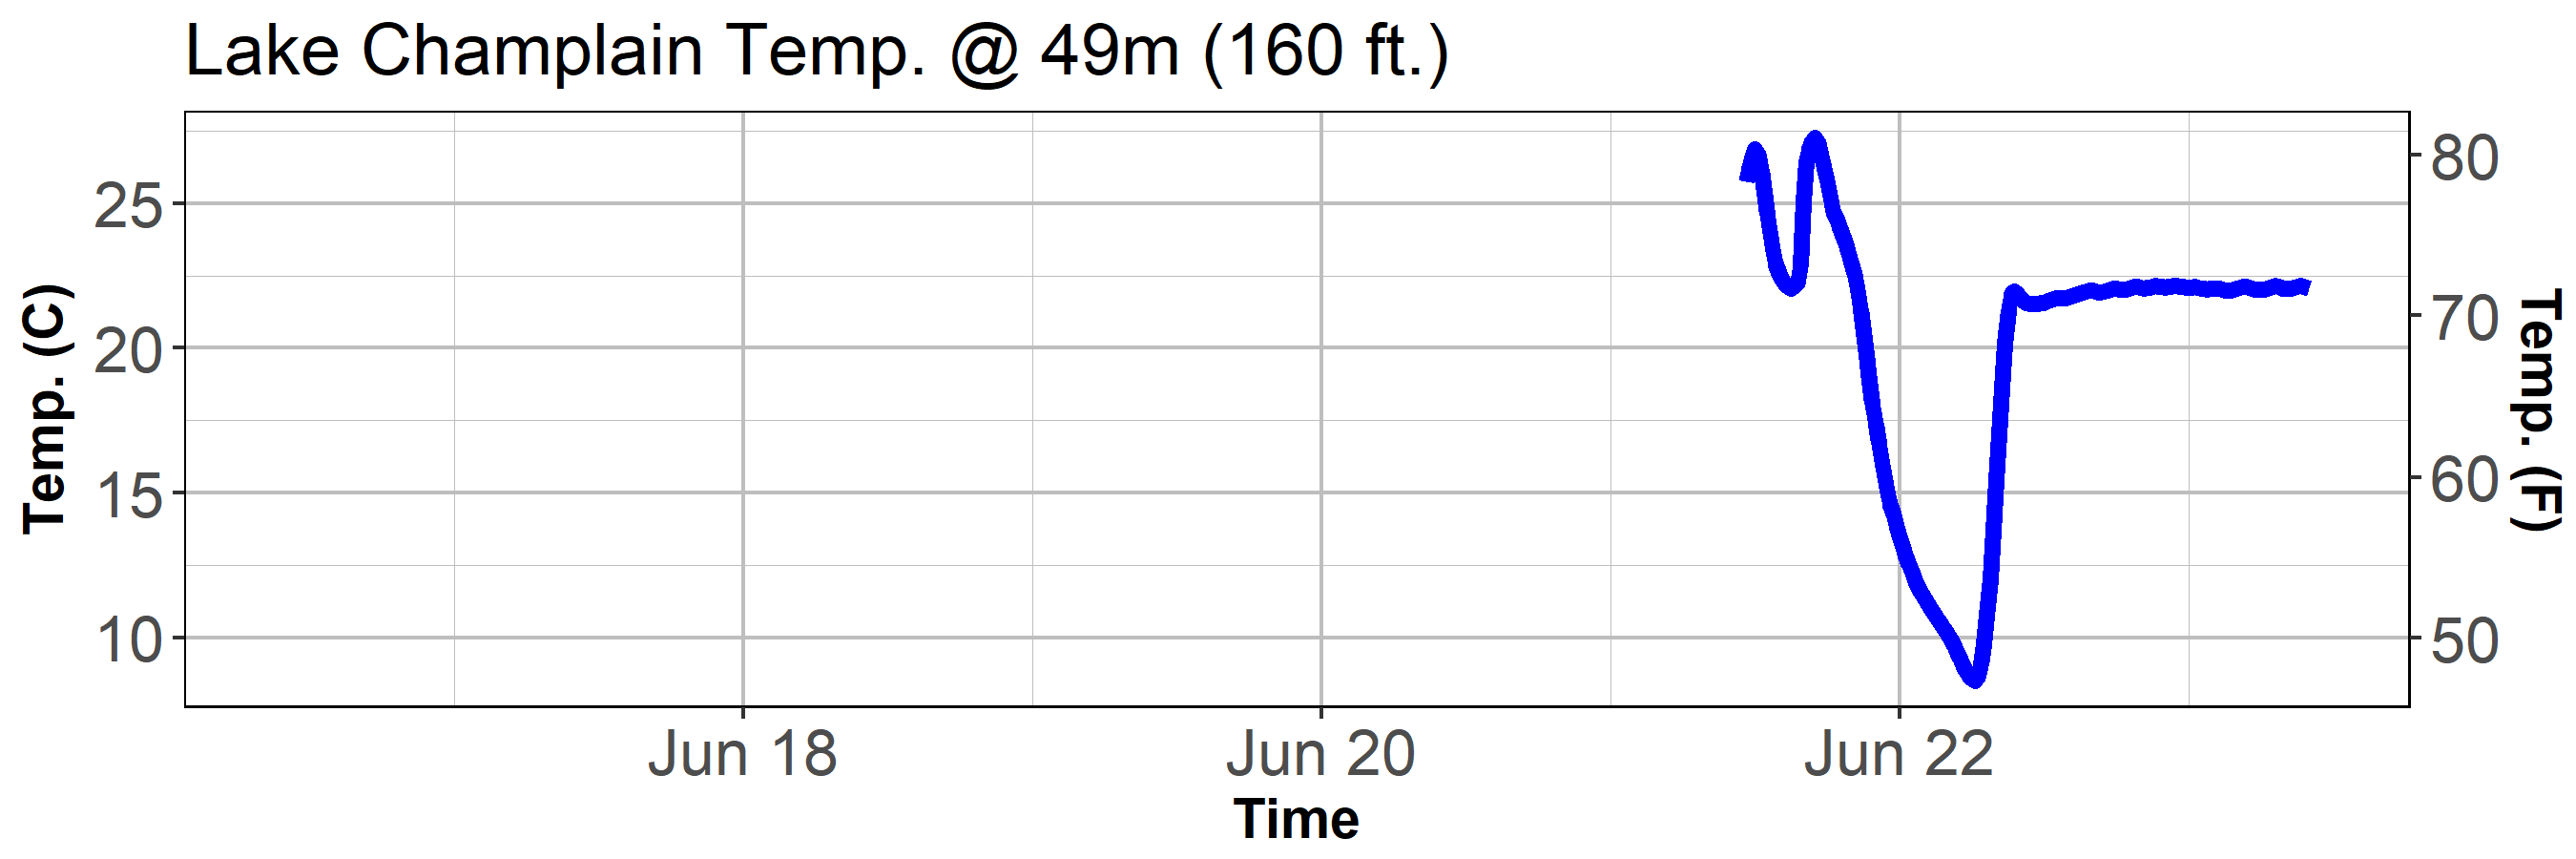 Lake Champlain Temp. @ 49m (160 ft.)
Temp. (C)
25
20
15
10
80
70
60
50
Temp. (F)
Jun 18
Jun 20
Jun 22
Time